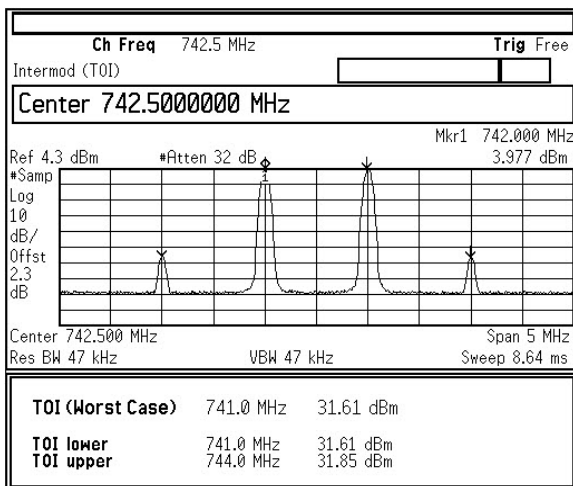 Ch Freq 742.5 MHz Trig Free
Intermod (TOI)
Center 742.5000000 MHz
Mkr1 742.000 MHz
Ref 4.3 dBm #Atten 32 dB 3.977 dBm
#Samp
Log
10
dB/
Offst
2.3
dB
1
Center 742.500 MHz Span 5 MHz
Res BW 47 kHz VBW 47 kHz Sweep 8.64 ms
TOI (Worst Case) 741.0 MHz 31.61 dBm
TOI lower 741.0 MHz 31.61 dBm
TOI upper 744.0 MHz 31.85 dBm